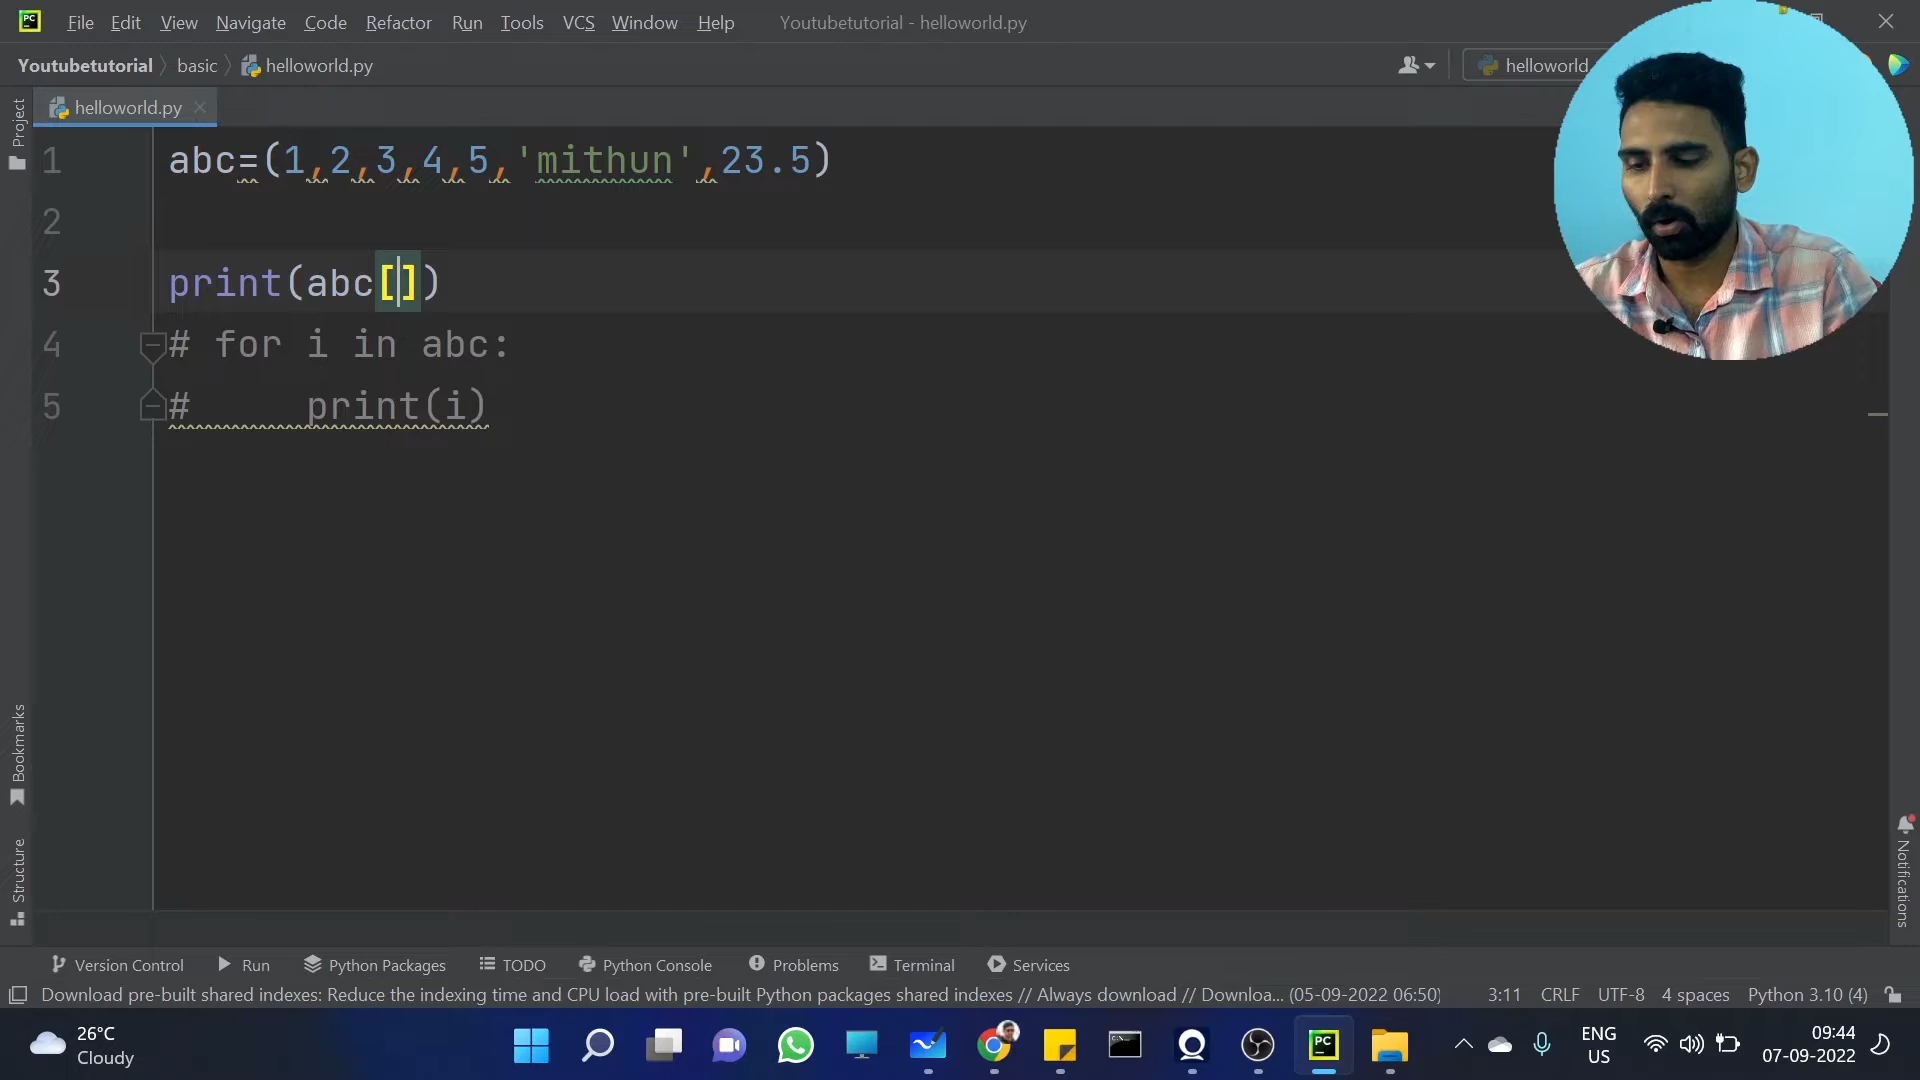 File Edit View Navigate Code Refactor Run Tools VCS Window Help Youtubetutorial - helloworld.py
Youtubetutorial basic helloworld.py helloworld
helloworld.py
Project
1 abc=(1,2,3,4,5,'mithun',23.5)
2
3 print(abc[])
4 # for i in abc:
5 #     print(i)
Bookmarks
Structure
Notifications
Version Control Run Python Packages TODO Python Console Problems Terminal Services
Download pre-built shared indexes: Reduce the indexing time and CPU load with pre-built Python packages shared indexes // Always download // Downloa... (05-09-2022 06:50) 3:11 CRLF UTF-8 4 spaces Python 3.10 (4)
26°C
Cloudy
PC
ENG
US
09:44
07-09-2022